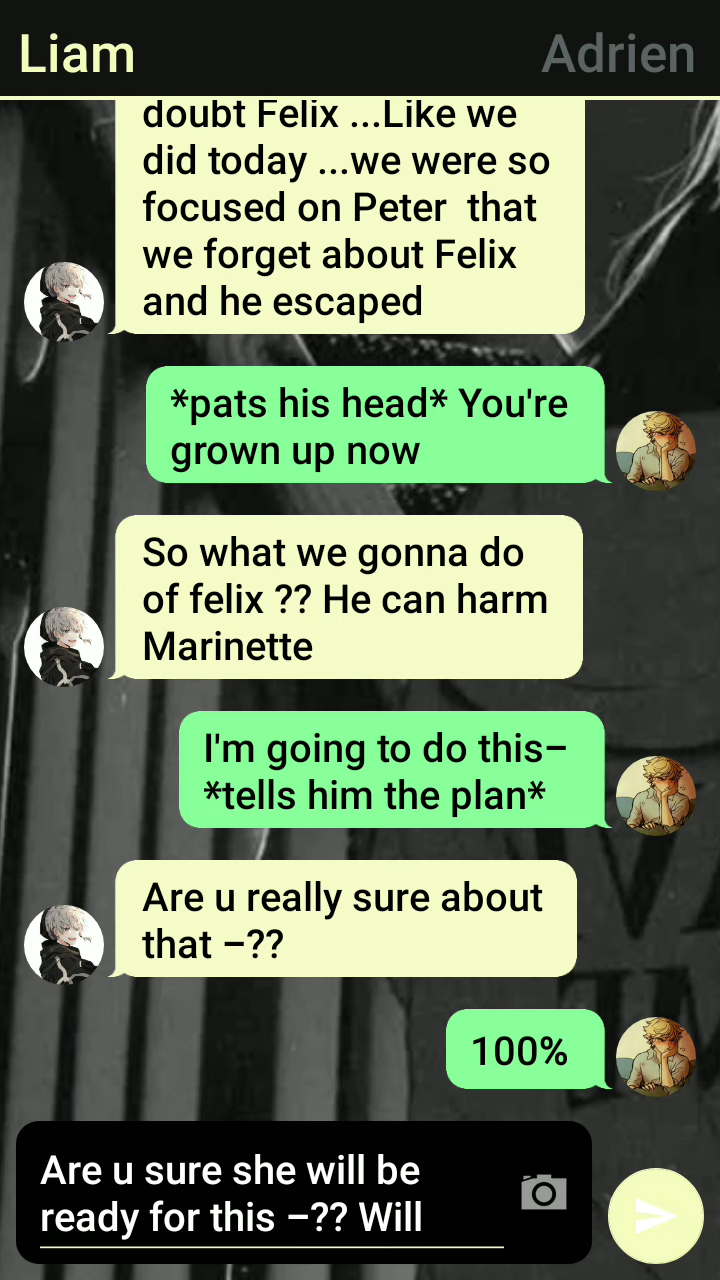 Liam
Adrien
doubt Felix ...Like we
did today ...we were so
focused on Peter  that
we forget about Felix
and he escaped
*pats his head* You're
grown up now
So what we gonna do
of felix ?? He can harm
Marinette
I'm going to do this–
*tells him the plan*
Are u really sure about
that –??
100%
Are u sure she will be
ready for this –?? Will